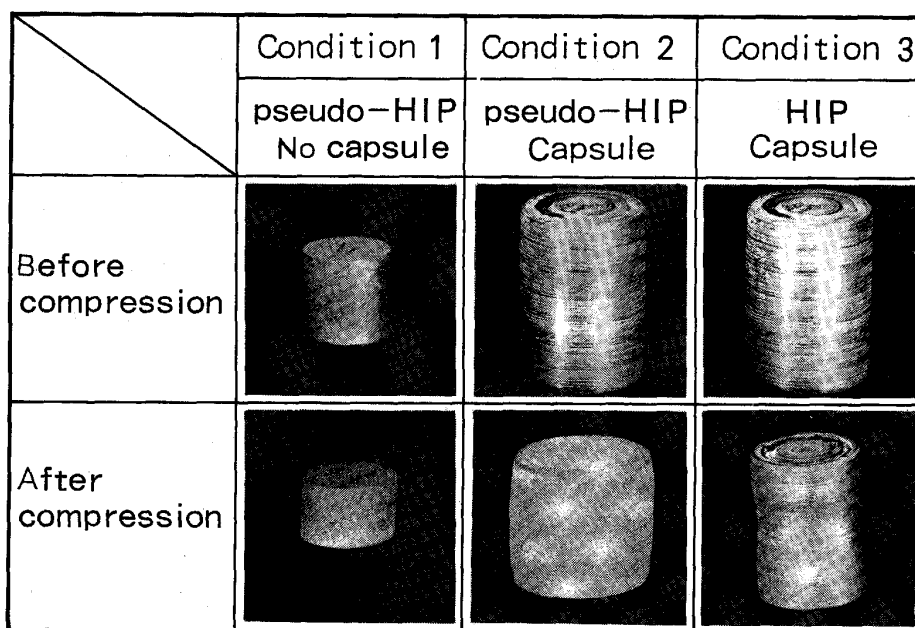 Condition 1
Condition 2
Condition 3
pseudo-HIP
No capsule
pseudo-HIP
Capsule
HIP
Capsule
Before
compression
After
compression